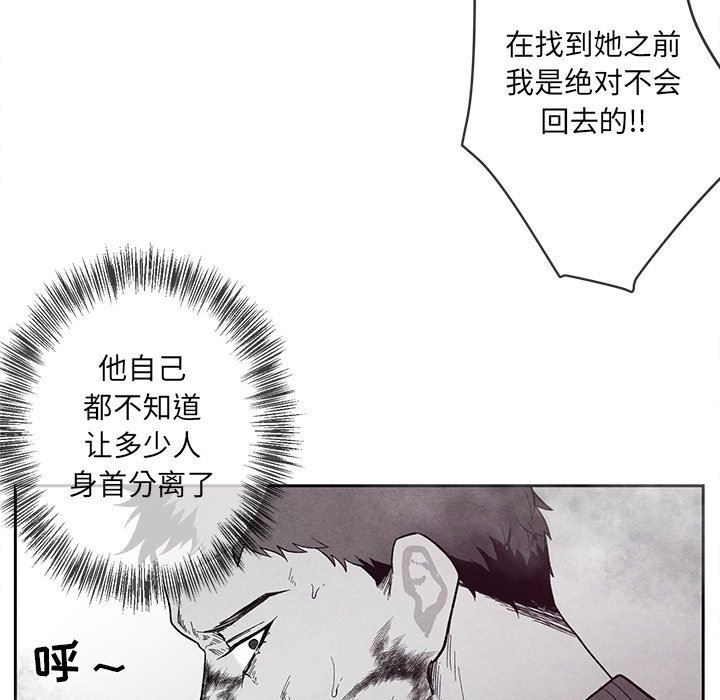 在找到她之前
我是绝对不会
回去的!!
他自己
都不知道
让多少人
身首分离了
呼~